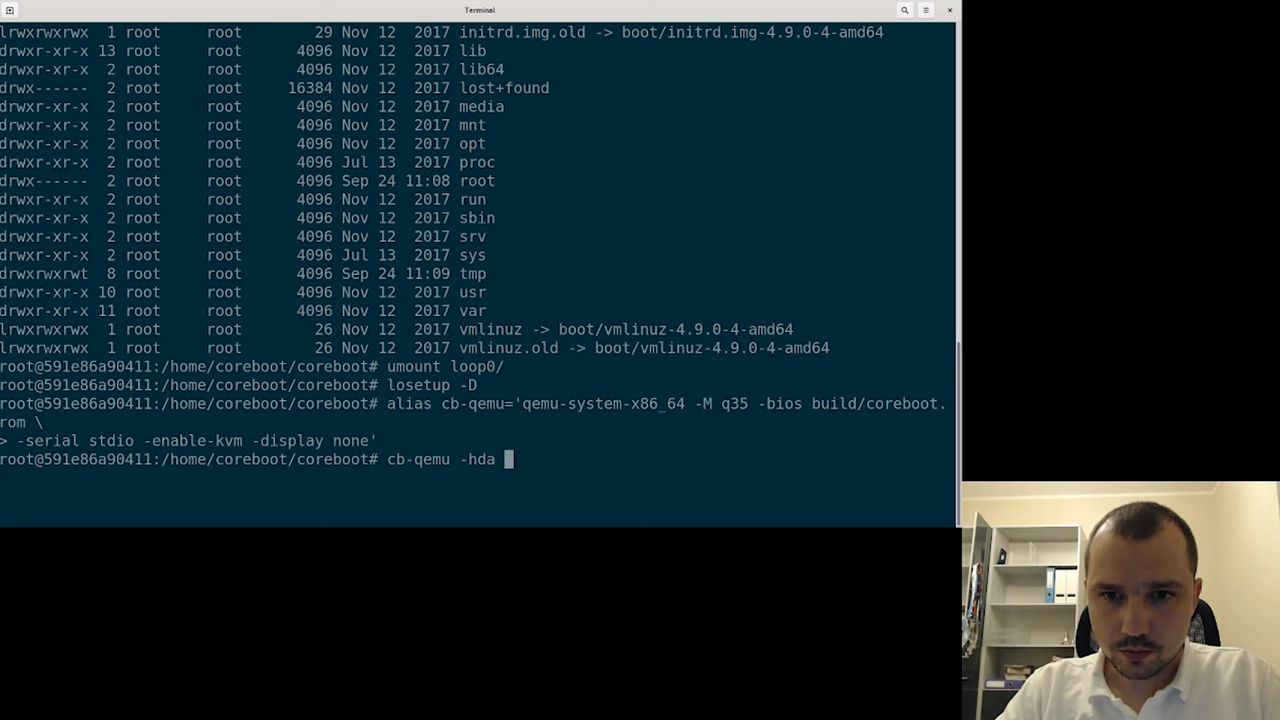 Terminal
lrwxrwxrwx 1 root root 29 Nov 12 2017 initrd.img.old -> boot/initrd.img-4.9.0-4-amd64
drwxr-xr-x 13 root root 4096 Nov 12 2017 lib
drwxr-xr-x 2 root root 4096 Nov 12 2017 lib64
drwx------ 2 root root 16384 Nov 12 2017 lost+found
drwxr-xr-x 2 root root 4096 Nov 12 2017 media
drwxr-xr-x 2 root root 4096 Nov 12 2017 mnt
drwxr-xr-x 2 root root 4096 Nov 12 2017 opt
drwxr-xr-x 2 root root 4096 Jul 13 2017 proc
drwx------ 2 root root 4096 Sep 24 11:08 root
drwxr-xr-x 2 root root 4096 Nov 12 2017 run
drwxr-xr-x 2 root root 4096 Nov 12 2017 sbin
drwxr-xr-x 2 root root 4096 Nov 12 2017 srv
drwxr-xr-x 2 root root 4096 Jul 13 2017 sys
drwxrwxrwt 8 root root 4096 Sep 24 11:09 tmp
drwxr-xr-x 10 root root 4096 Nov 12 2017 usr
drwxr-xr-x 11 root root 4096 Nov 12 2017 var
lrwxrwxrwx 1 root root 26 Nov 12 2017 vmlinuz -> boot/vmlinuz-4.9.0-4-amd64
lrwxrwxrwx 1 root root 26 Nov 12 2017 vmlinuz.old -> boot/vmlinuz-4.9.0-4-amd64
root@591e86a90411:/home/coreboot/coreboot# umount loop0/
root@591e86a90411:/home/coreboot/coreboot# losetup -D
root@591e86a90411:/home/coreboot/coreboot# alias cb-qemu='qemu-system-x86_64 -M q35 -bios build/coreboot.
rom \
> -serial stdio -enable-kvm -display none'
root@591e86a90411:/home/coreboot/coreboot# cb-qemu -hda